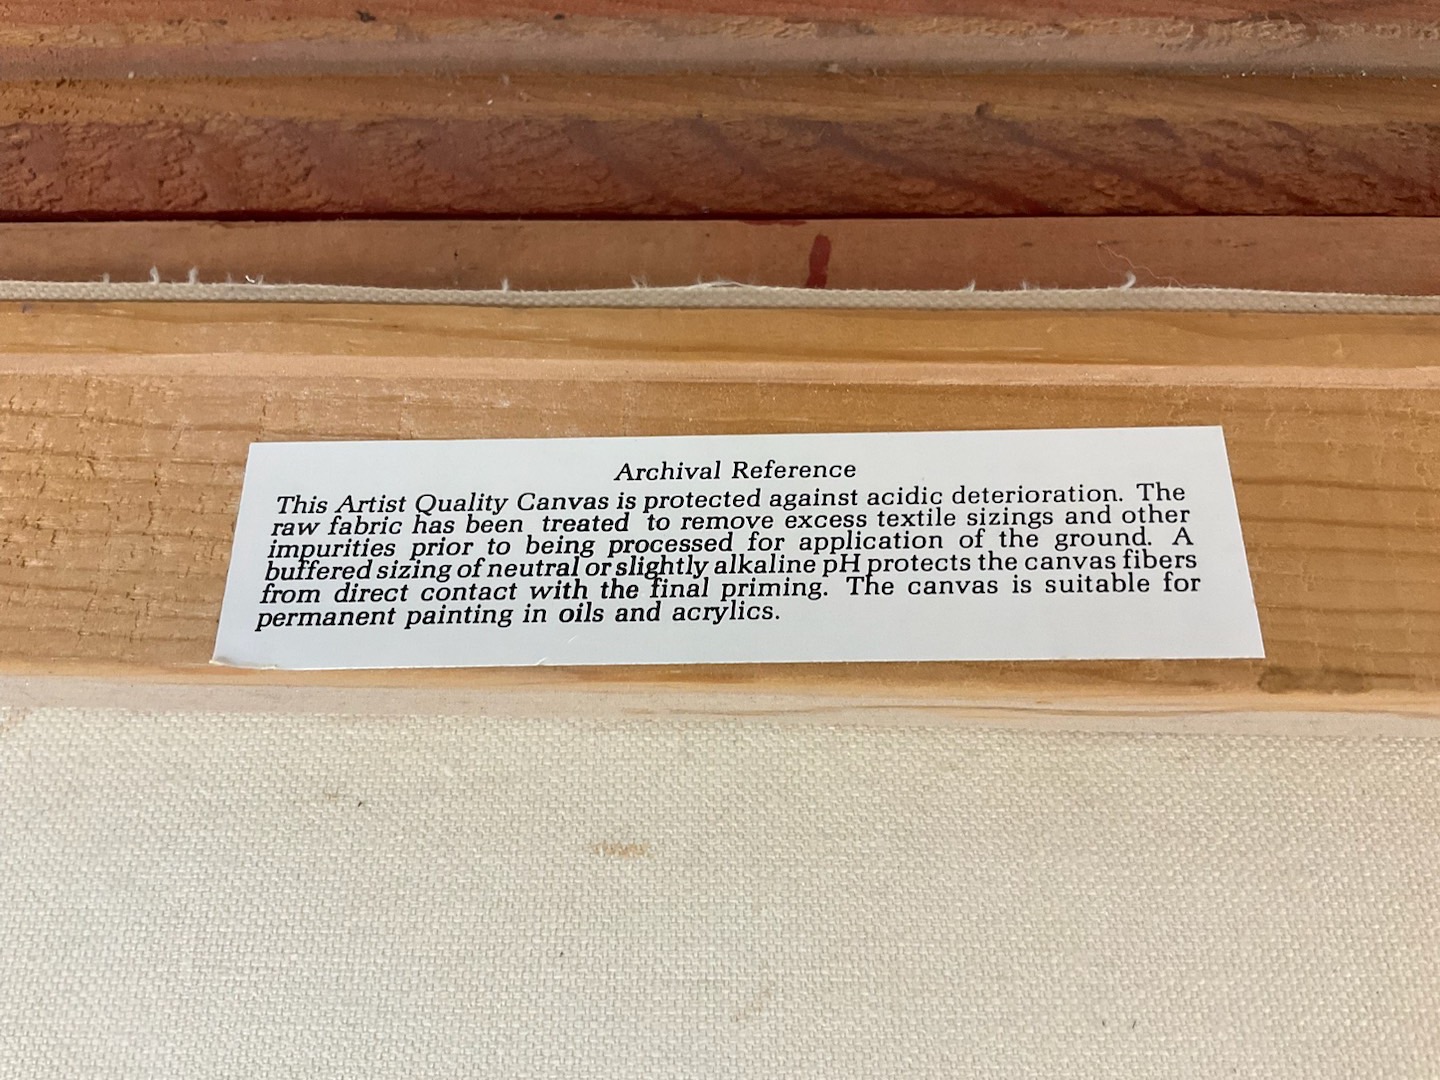 Archival Reference
This Artist Quality Canvas is protected against acidic deterioration. The
raw fabric has been treated to remove excess textile sizings and other
impurities prior to being processed for application of the ground. A
buffered sizing of neutral or slightly alkaline pH protects the canvas fibers
from direct contact with the final priming. The canvas is suitable for
permanent painting in oils and acrylics.